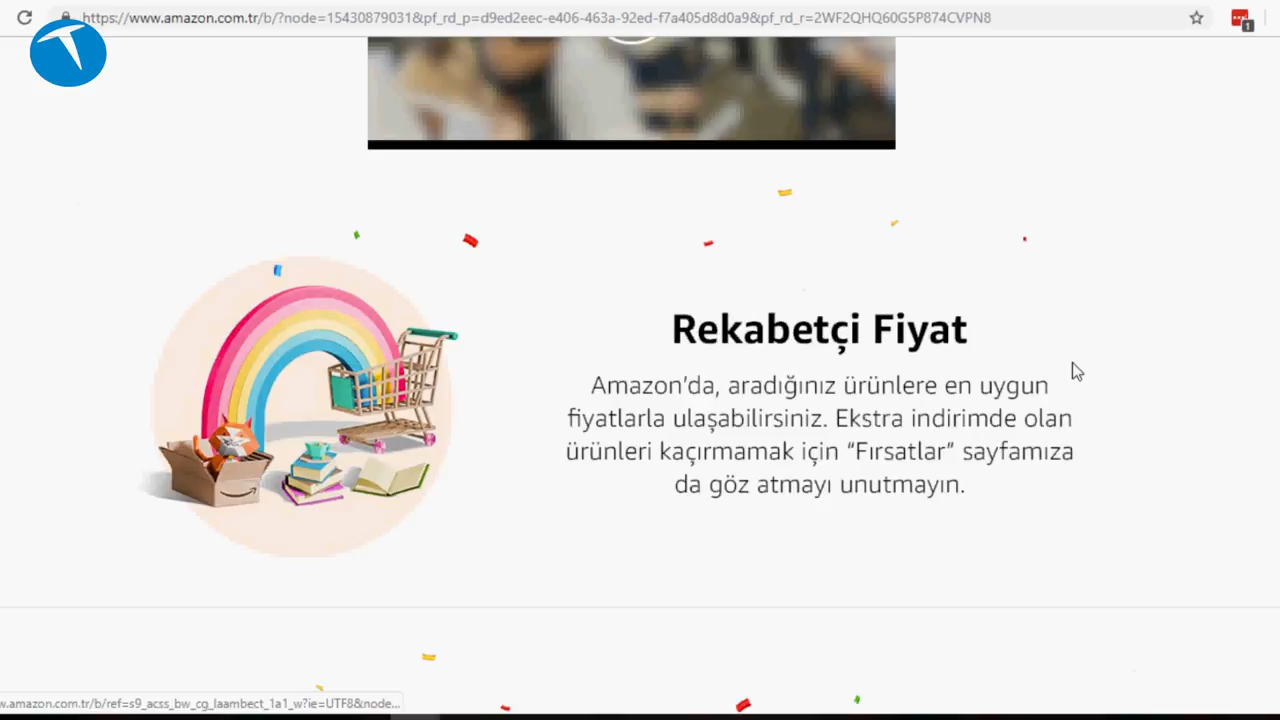 https://www.amazon.com.tr/b/?node=15430879031&pf_rd_p=d9ed2eec-e406-463a-92ed-f7a405d8d0a9&pf_rd_r=2WF2QHQ60G5P874CVPN8
1
Rekabetçi Fiyat
Amazon’da, aradığınız ürünlere en uygun
fiyatlarla ulaşabilirsiniz. Ekstra indirimde olan
ürünleri kaçırmamak için “Fırsatlar” sayfamıza
da göz atmayı unutmayın.
w.amazon.com.tr/b/ref=s9_acss_bw_cg_laambect_1a1_w?ie=UTF8&node...